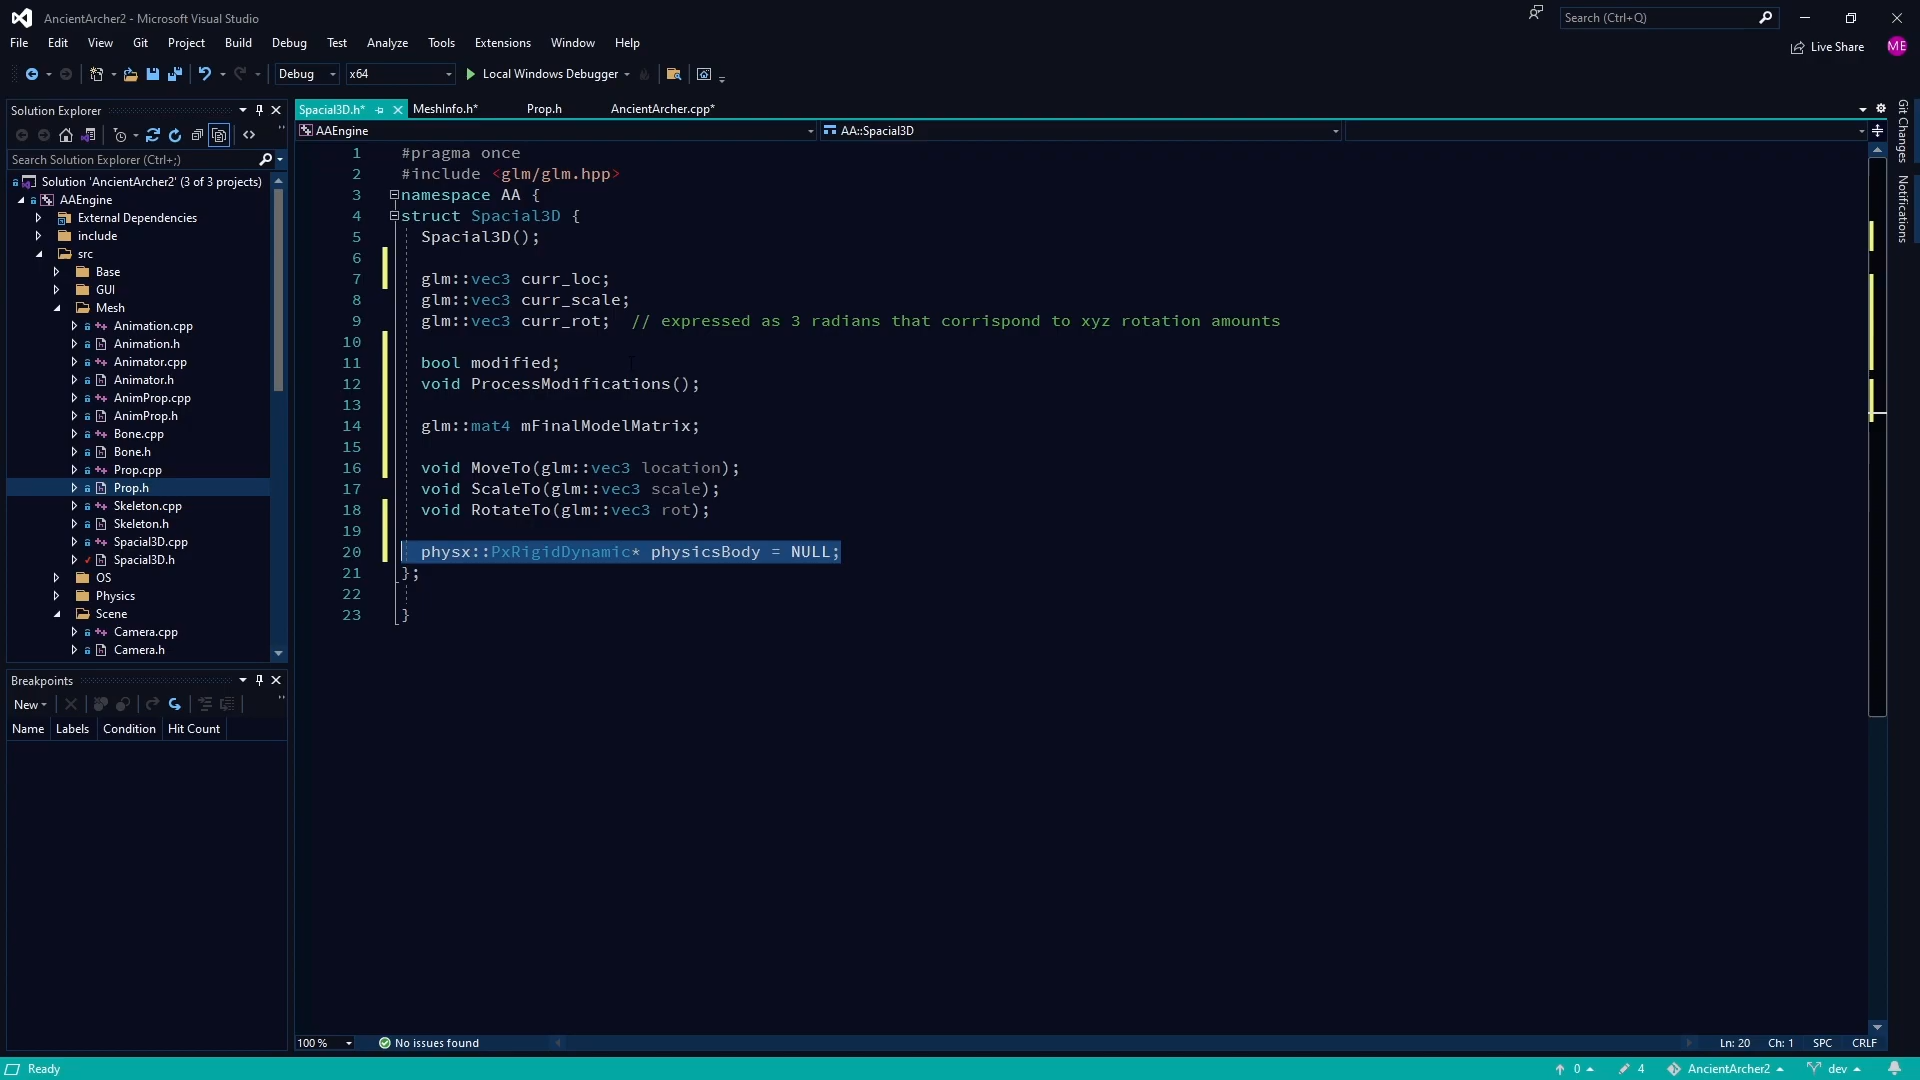 AncientArcher2 - Microsoft Visual Studio
Search (Ctrl+Q)
File Edit View Git Project Build Debug Test Analyze Tools Extensions Window Help
Live Share ME
Debug x64 Local Windows Debugger
Solution Explorer
Search Solution Explorer (Ctrl+;)
Solution 'AncientArcher2' (3 of 3 projects)
AAEngine
External Dependencies
include
src
Base
GUI
Mesh
Animation.cpp
Animation.h
Animator.cpp
Animator.h
AnimProp.cpp
AnimProp.h
Bone.cpp
Bone.h
Prop.cpp
Prop.h
Skeleton.cpp
Skeleton.h
Spacial3D.cpp
Spacial3D.h
OS
Physics
Scene
Camera.cpp
Camera.h
Breakpoints
New
Name Labels Condition Hit Count
Spacial3D.h* MeshInfo.h* Prop.h AncientArcher.cpp*
AAEngine AA::Spacial3D
1 #pragma once
2 #include <glm/glm.hpp>
3 namespace AA {
4 struct Spacial3D {
5 Spacial3D();
6
7 glm::vec3 curr_loc;
8 glm::vec3 curr_scale;
9 glm::vec3 curr_rot; // expressed as 3 radians that corrispond to xyz rotation amounts
10
11 bool modified;
12 void ProcessModifications();
13
14 glm::mat4 mFinalModelMatrix;
15
16 void MoveTo(glm::vec3 location);
17 void ScaleTo(glm::vec3 scale);
18 void RotateTo(glm::vec3 rot);
19
20 physx::PxRigidDynamic* physicsBody = NULL;
21 };
22
23 }
Git Changes
Notifications
100 % No issues found Ln: 20 Ch: 1 SPC CRLF
Ready 0 4 AncientArcher2 dev